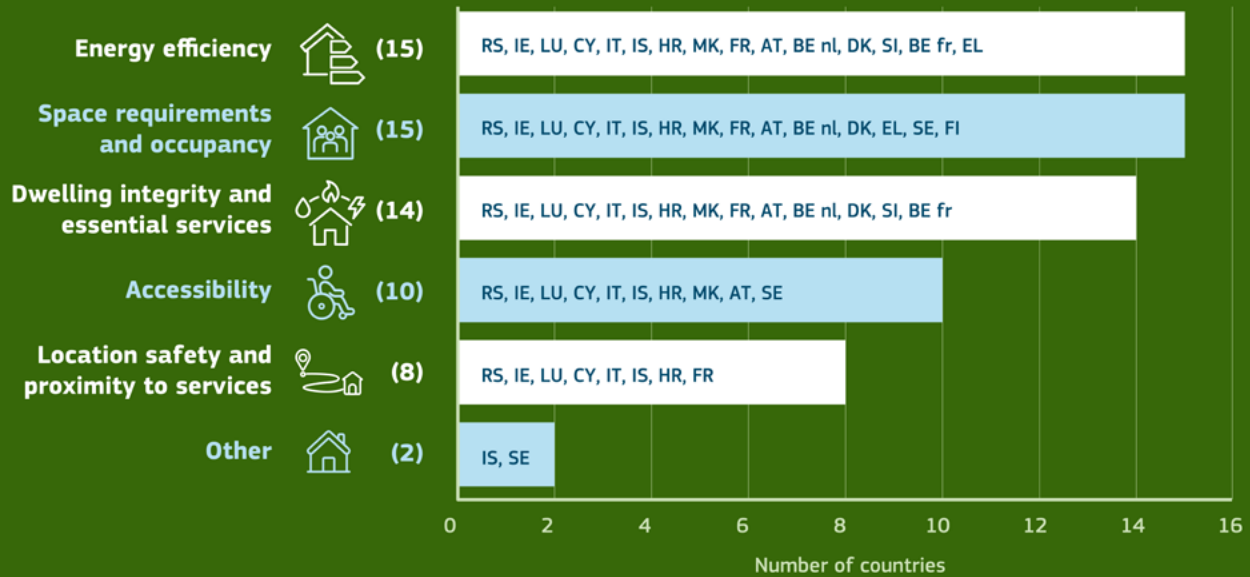 Energy efficiency (15) RS, IE, LU, CY, IT, IS, HR, MK, FR, AT, BE nl, DK, SI, BE fr, EL
Space requirements
and occupancy (15) RS, IE, LU, CY, IT, IS, HR, MK, FR, AT, BE nl, DK, EL, SE, FI
Dwelling integrity and
essential services (14) RS, IE, LU, CY, IT, IS, HR, MK, FR, AT, BE nl, DK, SI, BE fr
Accessibility (10) RS, IE, LU, CY, IT, IS, HR, MK, AT, SE
Location safety and
proximity to services (8) RS, IE, LU, CY, IT, IS, HR, FR
Other (2) IS, SE
0 2 4 6 8 10 12 14 16
Number of countries